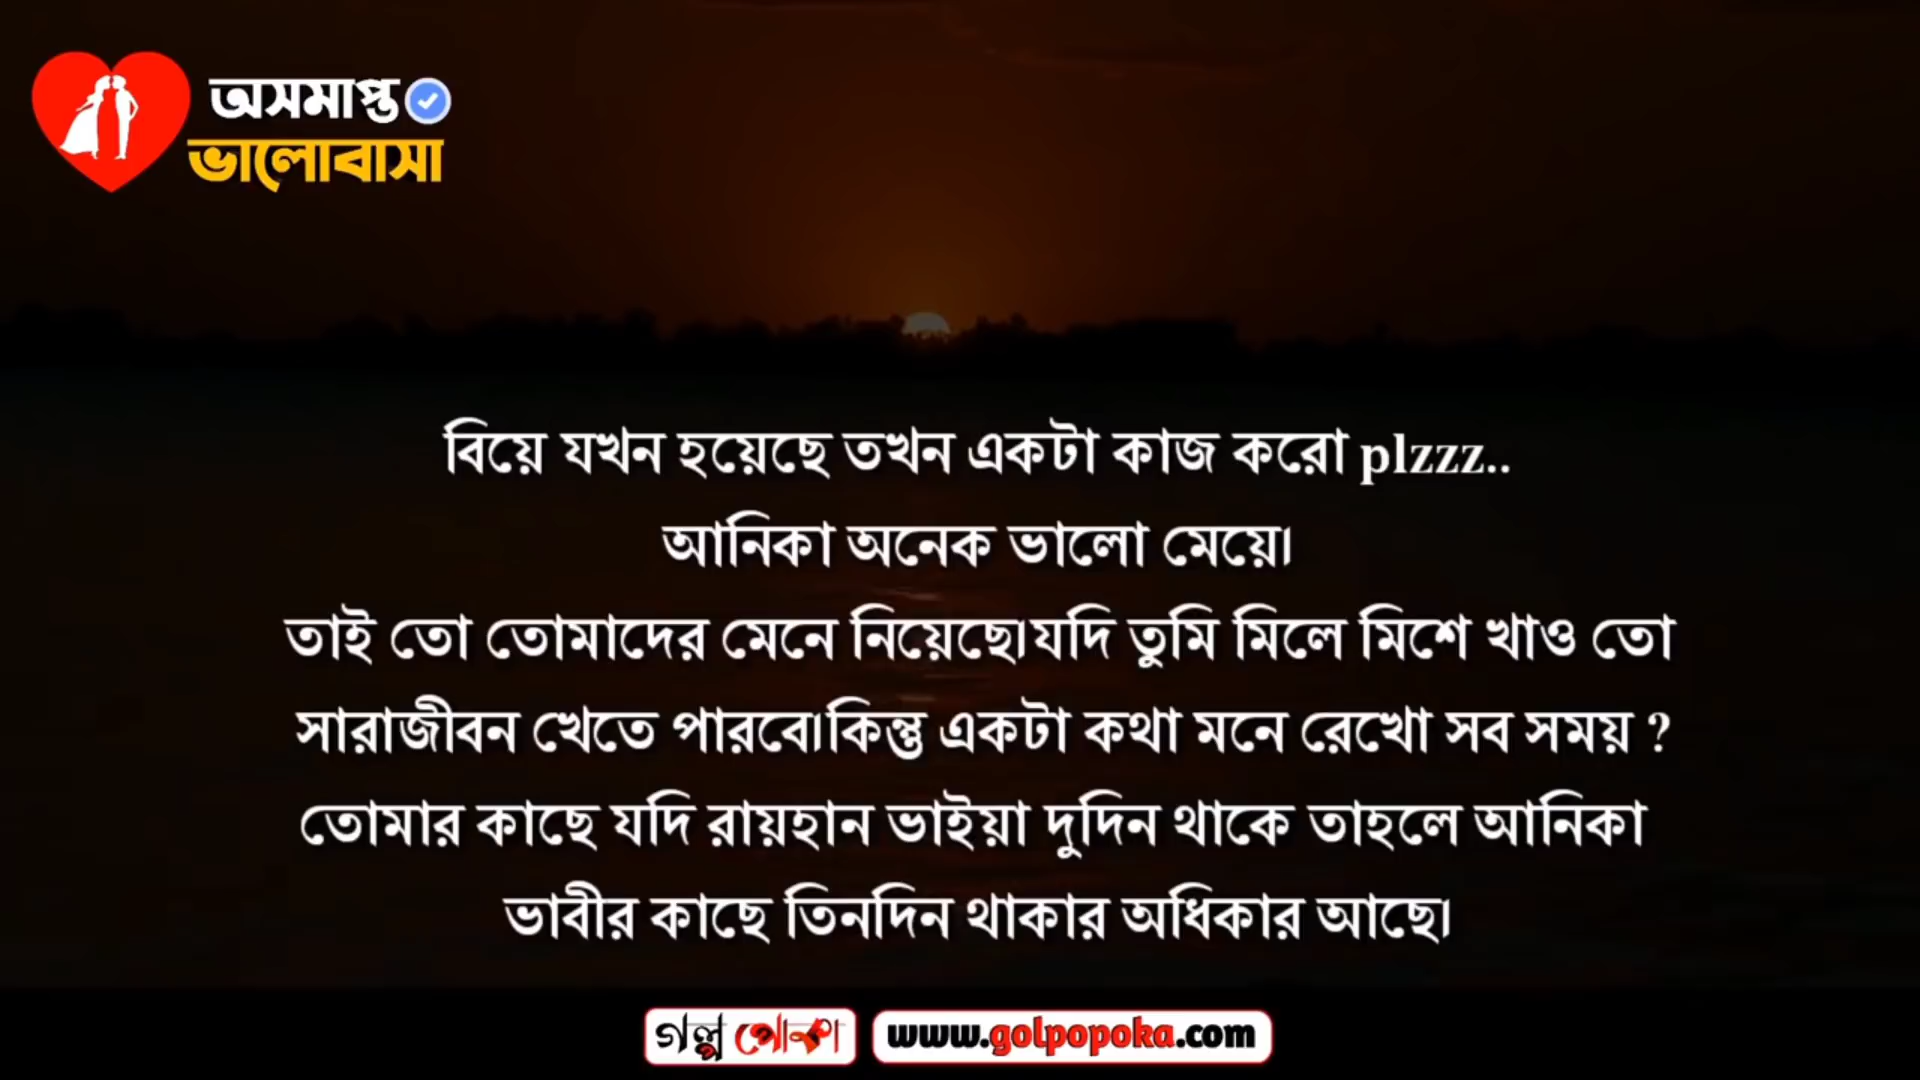 অসমাপ্ত
ভালোবাসা
বিয়ে যখন হয়েছে তখন একটা কাজ করো plzzz..
আনিকা অনেক ভালো মেয়ে।
তাই তো তোমাদের মেনে নিয়েছে।যদি তুমি মিলে মিশে খাও তো
সারাজীবন খেতে পারবে।কিন্তু একটা কথা মনে রেখো সব সময় ?
তোমার কাছে যদি রায়হান ভাইয়া দুদিন থাকে তাহলে আনিকা
ভাবীর কাছে তিনদিন থাকার অধিকার আছে।
গল্প পোকা www.golpopoka.com